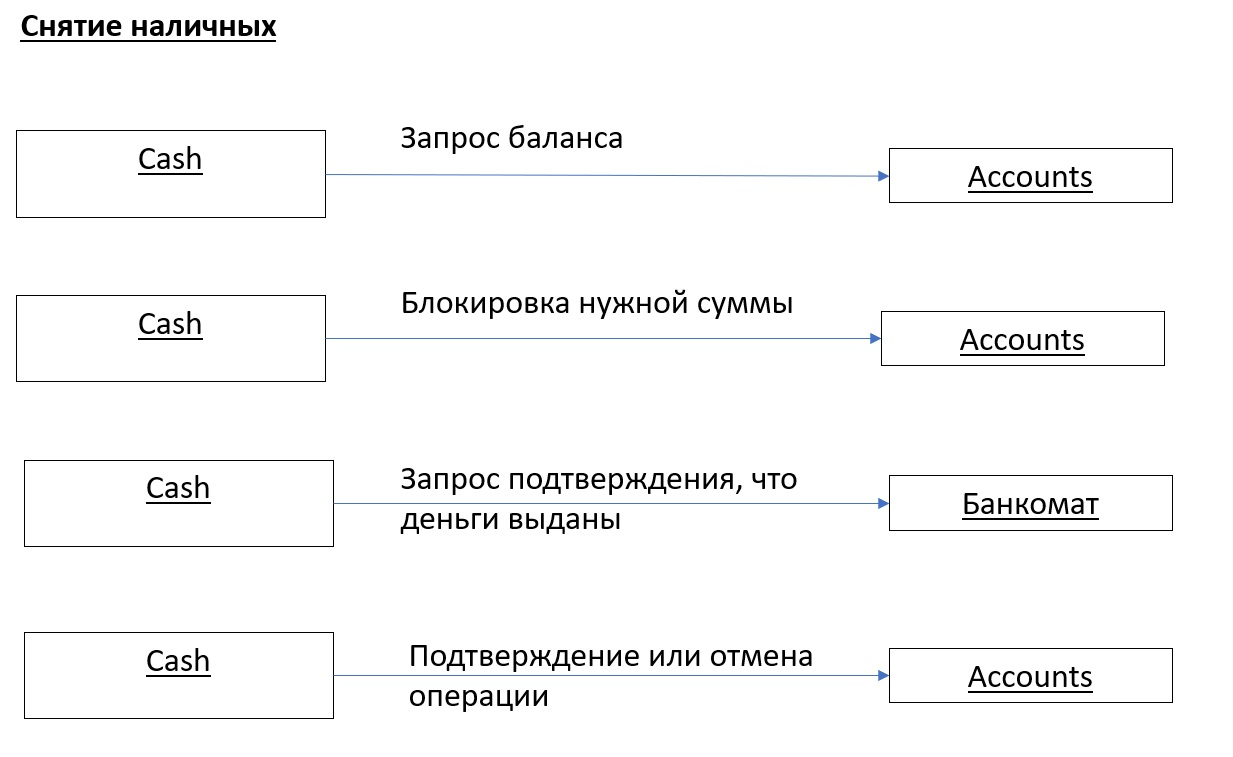 Снятие наличных
Запрос баланса
Cash
Accounts
Блокировка нужной суммы
Cash
Accounts
Запрос подтверждения, что
деньги выданы
Cash
Банкомат
Подтверждение или отмена
операции
Cash
Accounts